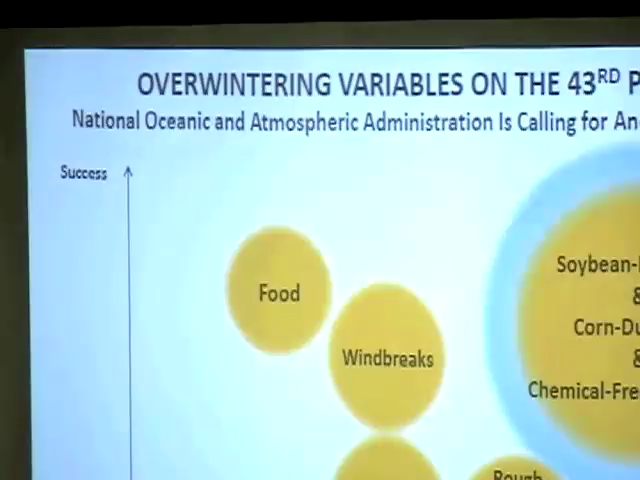 OVERWINTERING VARIABLES ON THE 43RD P
National Oceanic and Atmospheric Administration Is Calling for An
Success
Food
Windbreaks
Soybean-
&
Corn-Du
&
Chemical-Fre
Rough